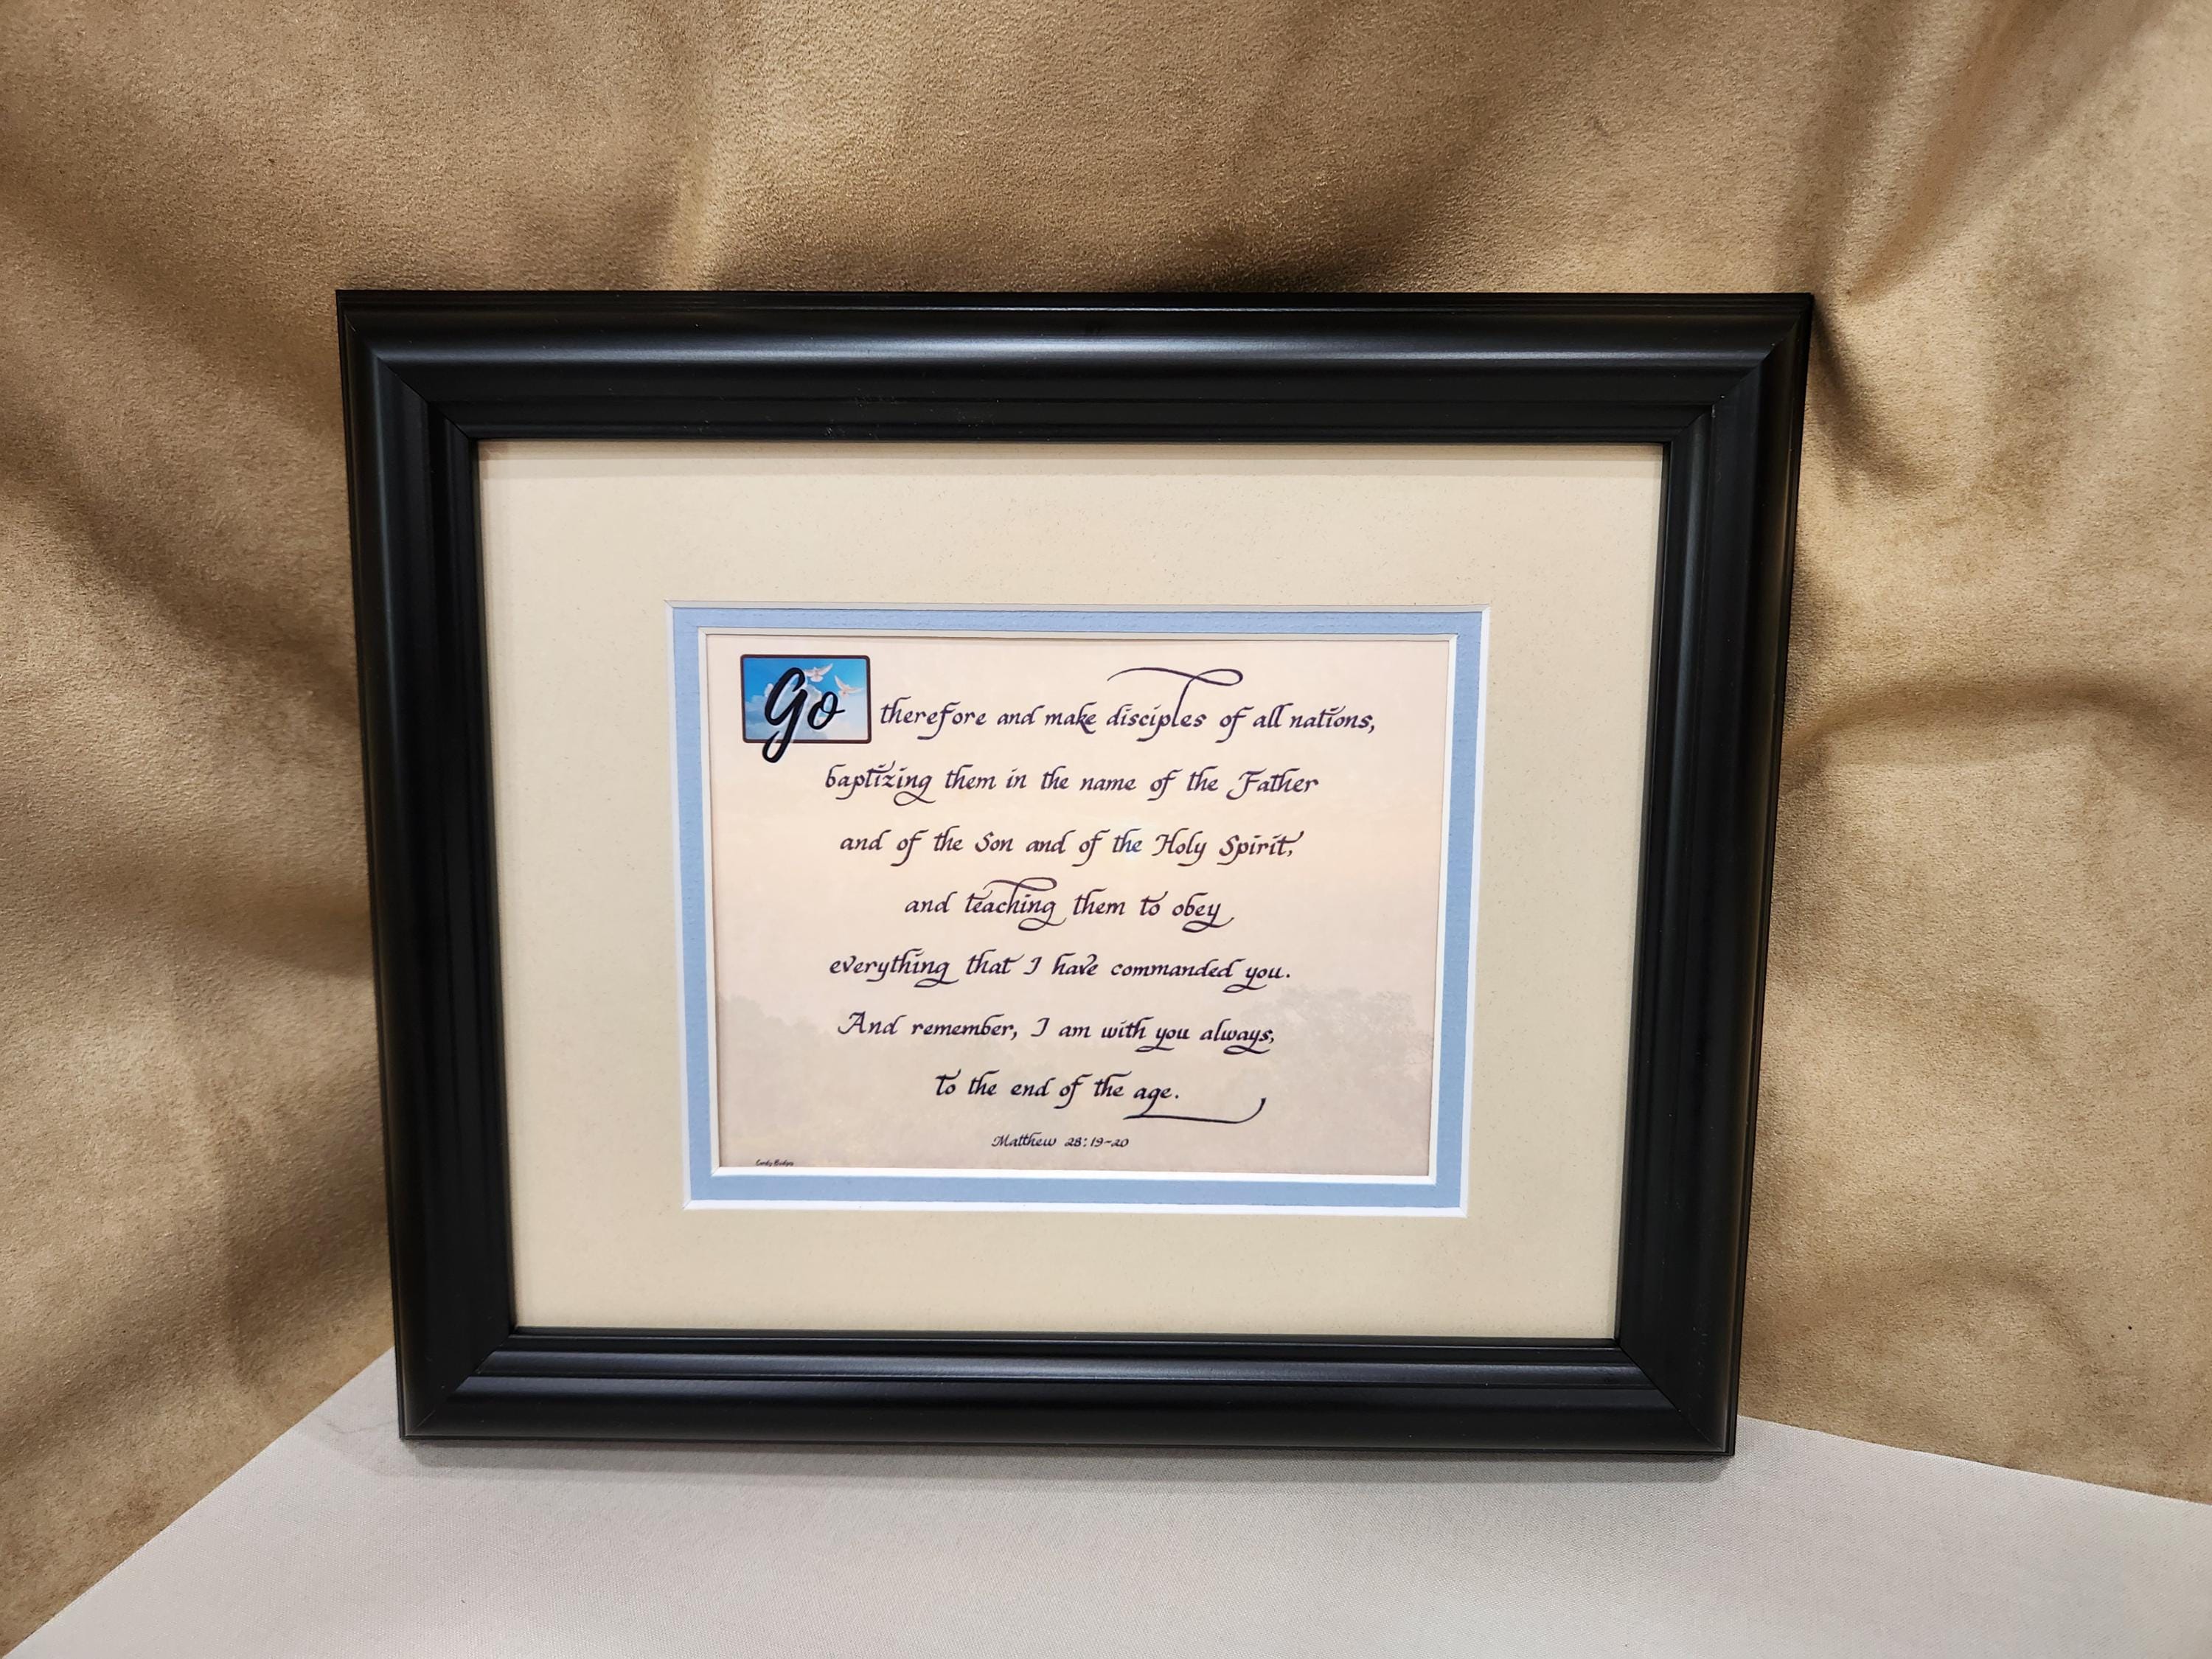 Go therefore and make disciples of all nations,
baptizing them in the name of the Father
and of the Son and of the Holy Spirit,
and teaching them to obey
everything that I have commanded you.
And remember, I am with you always,
to the end of the age.
Matthew 28:19-20